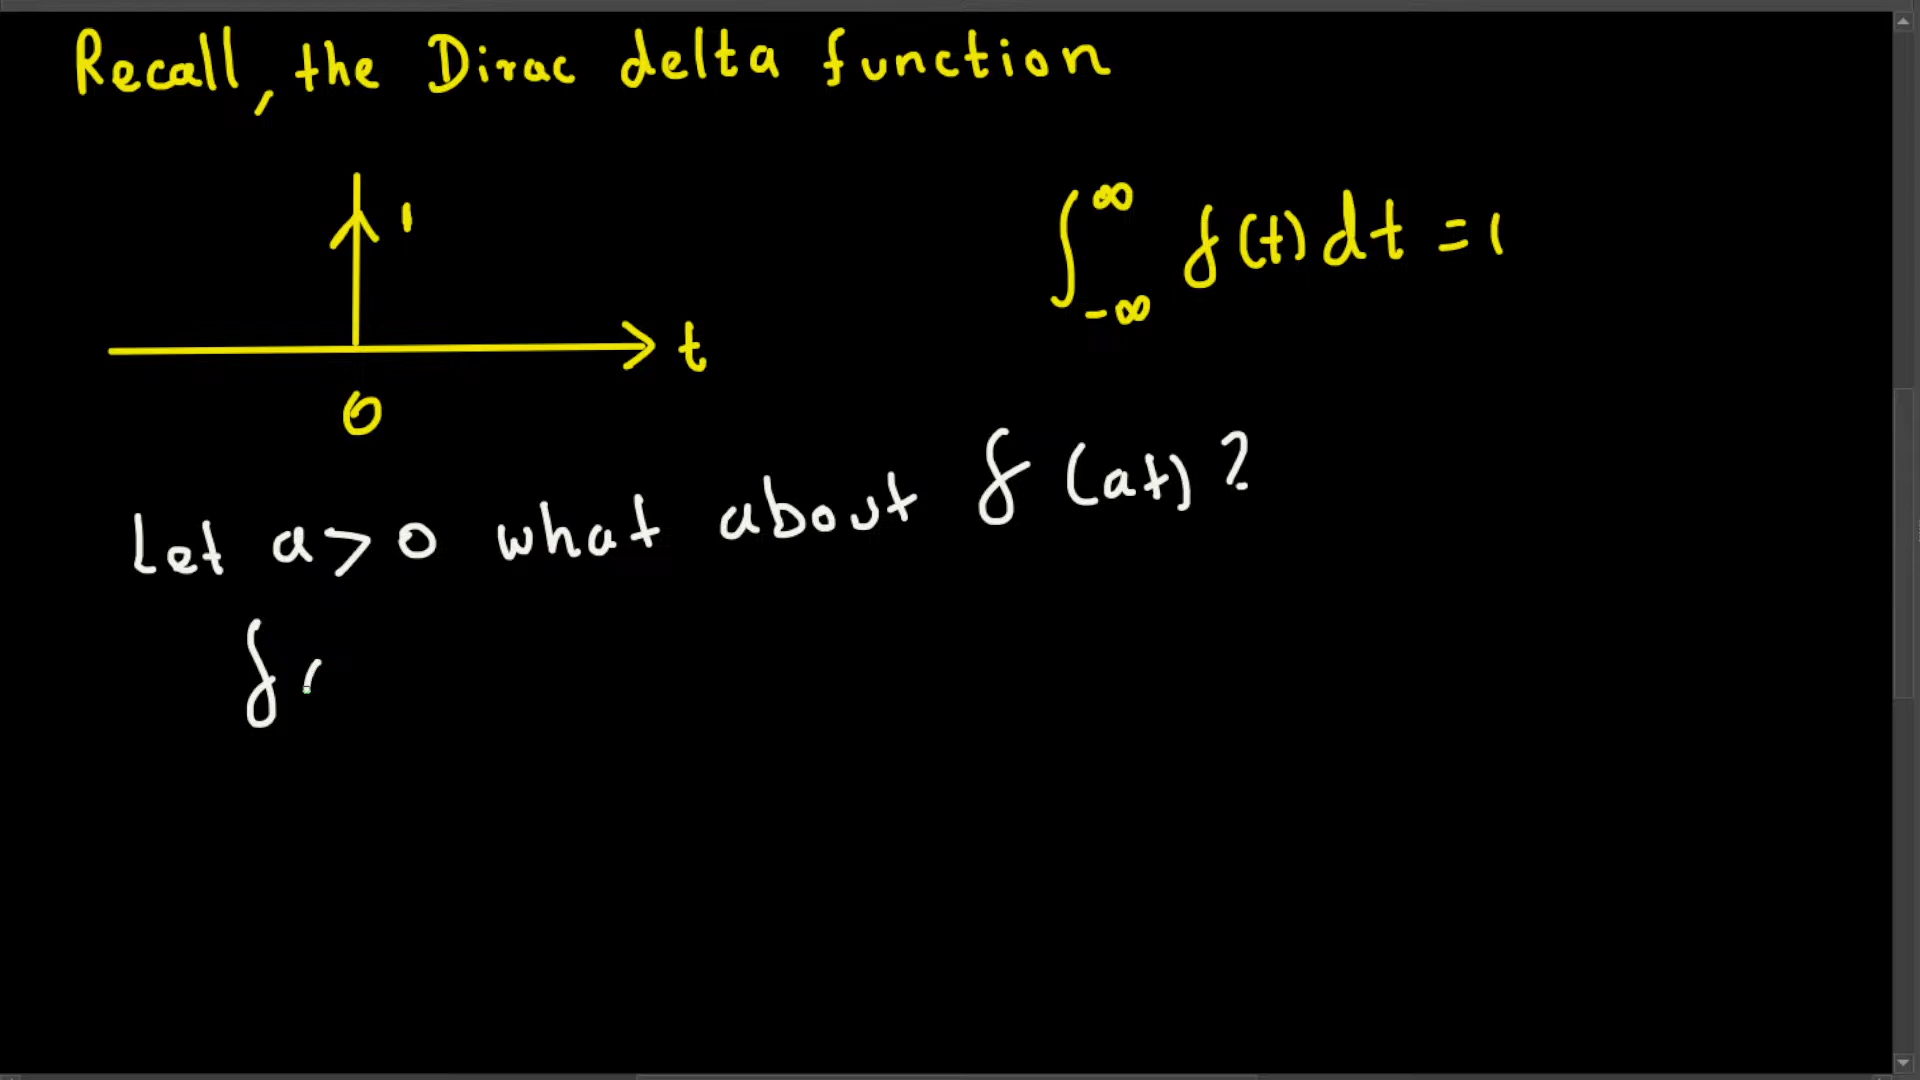 Recall, the Dirac delta function
1
∫_{-∞}^{∞} δ(t) dt = 1
t
0
Let a > 0 what about δ(at)?
δ(